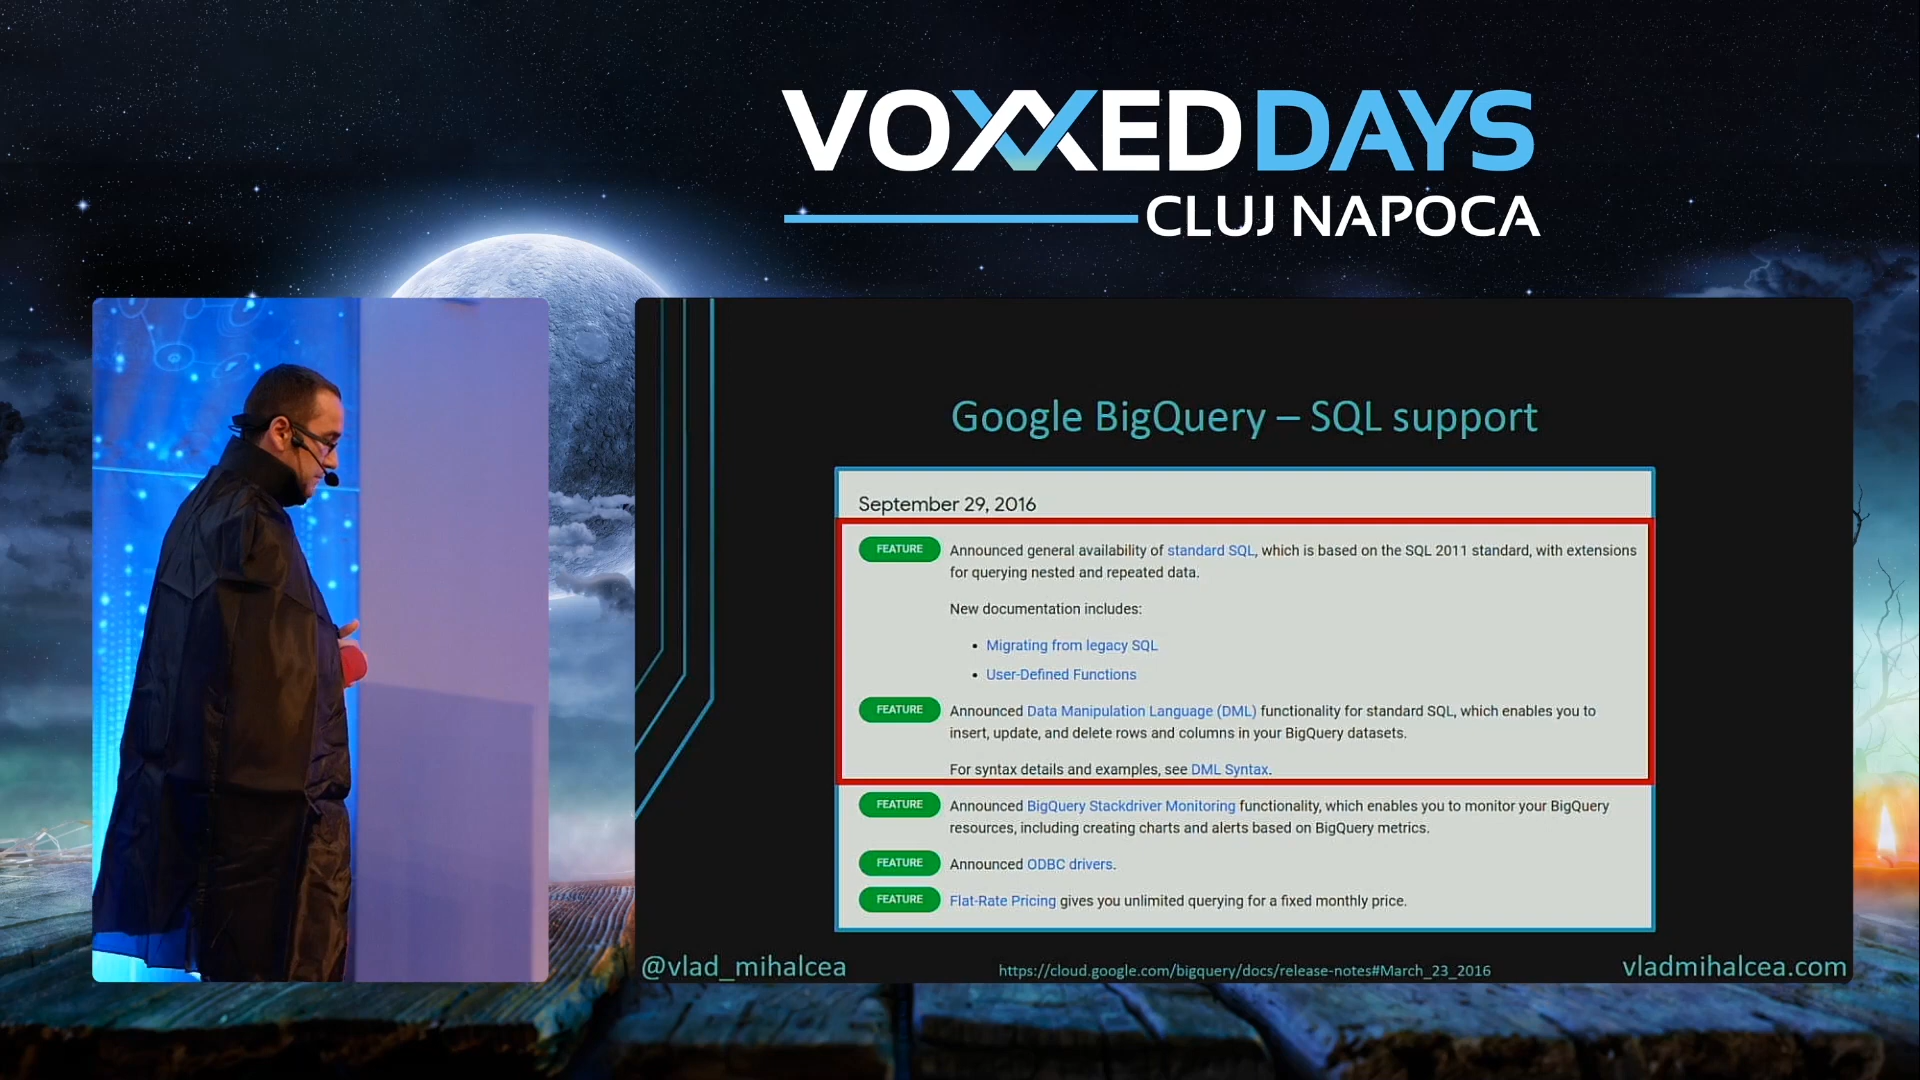 VOXXEDDAYS
CLUJ NAPOCA
Google BigQuery – SQL support
September 29, 2016
FEATURE
Announced general availability of standard SQL, which is based on the SQL 2011 standard, with extensions
for querying nested and repeated data.
New documentation includes:
• Migrating from legacy SQL
• User-Defined Functions
FEATURE
Announced Data Manipulation Language (DML) functionality for standard SQL, which enables you to
insert, update, and delete rows and columns in your BigQuery datasets.
For syntax details and examples, see DML Syntax.
FEATURE
Announced BigQuery Stackdriver Monitoring functionality, which enables you to monitor your BigQuery
resources, including creating charts and alerts based on BigQuery metrics.
FEATURE
Announced ODBC drivers.
FEATURE
Flat-Rate Pricing gives you unlimited querying for a fixed monthly price.
@vlad_mihalcea
https://cloud.google.com/bigquery/docs/release-notes#March_23_2016
vladmihalcea.com